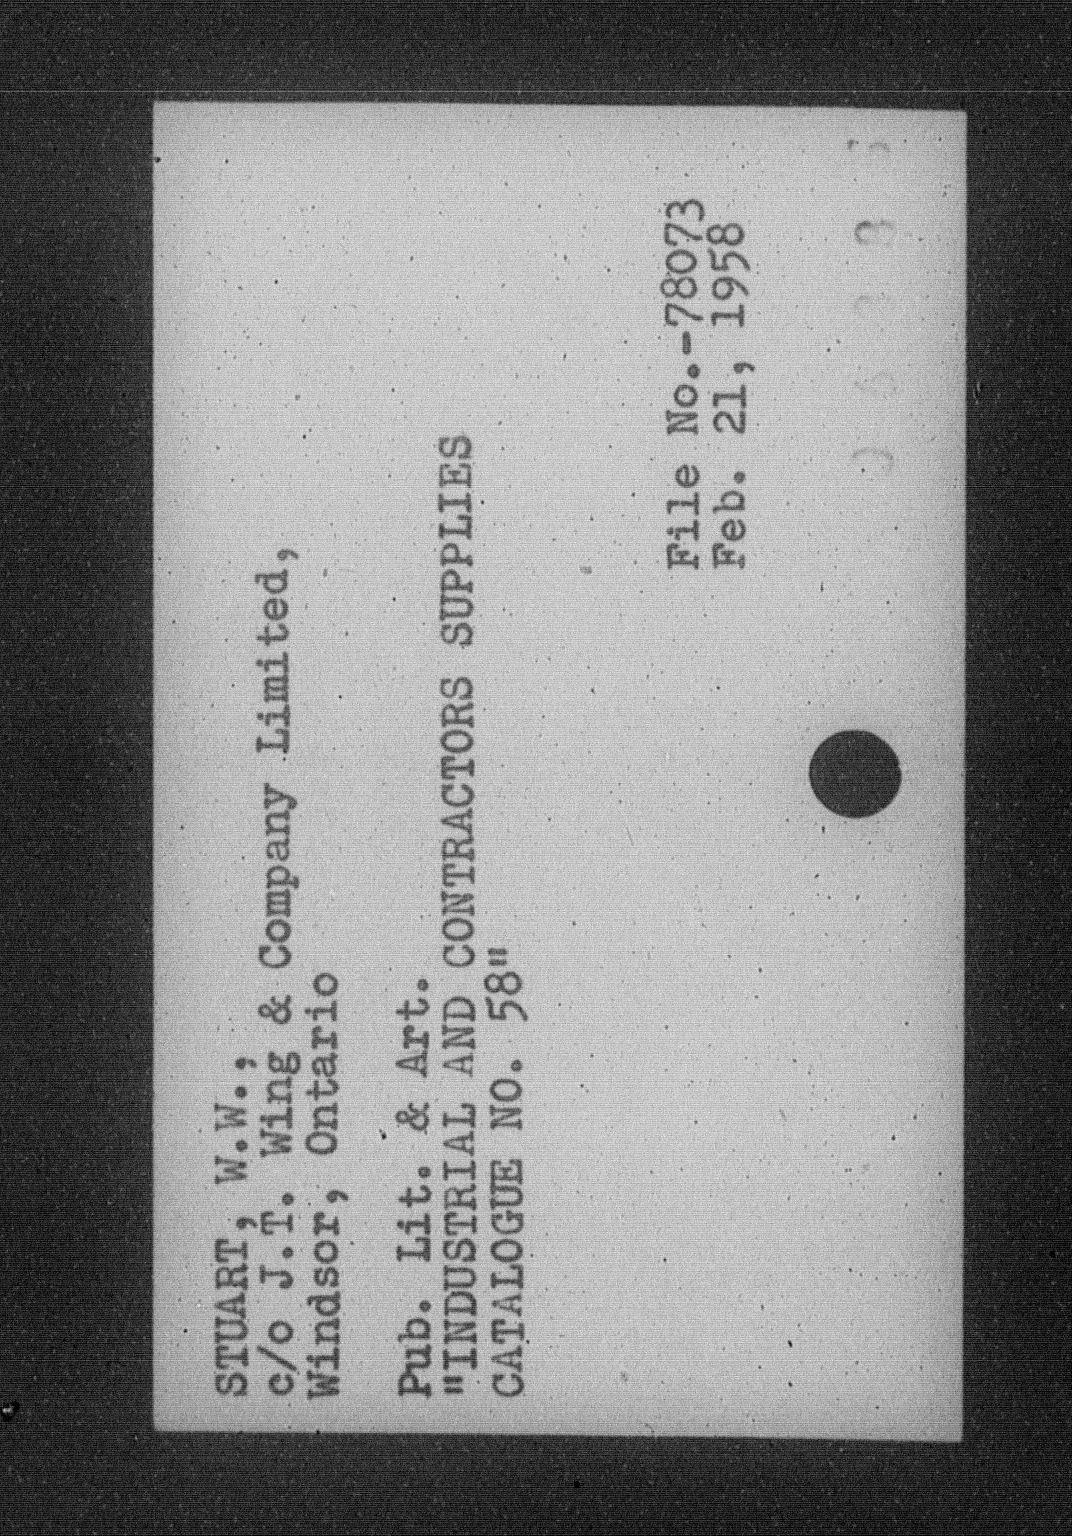 STUART, W.W.,
c/o J.T. Wing & Company Limited,
Windsor, Ontario
Pub. Lit. & Art.
"INDUSTRIAL AND CONTRACTORS SUPPLIES
CATALOGUE NO. 58"
File No.-78073
Feb. 21, 1958